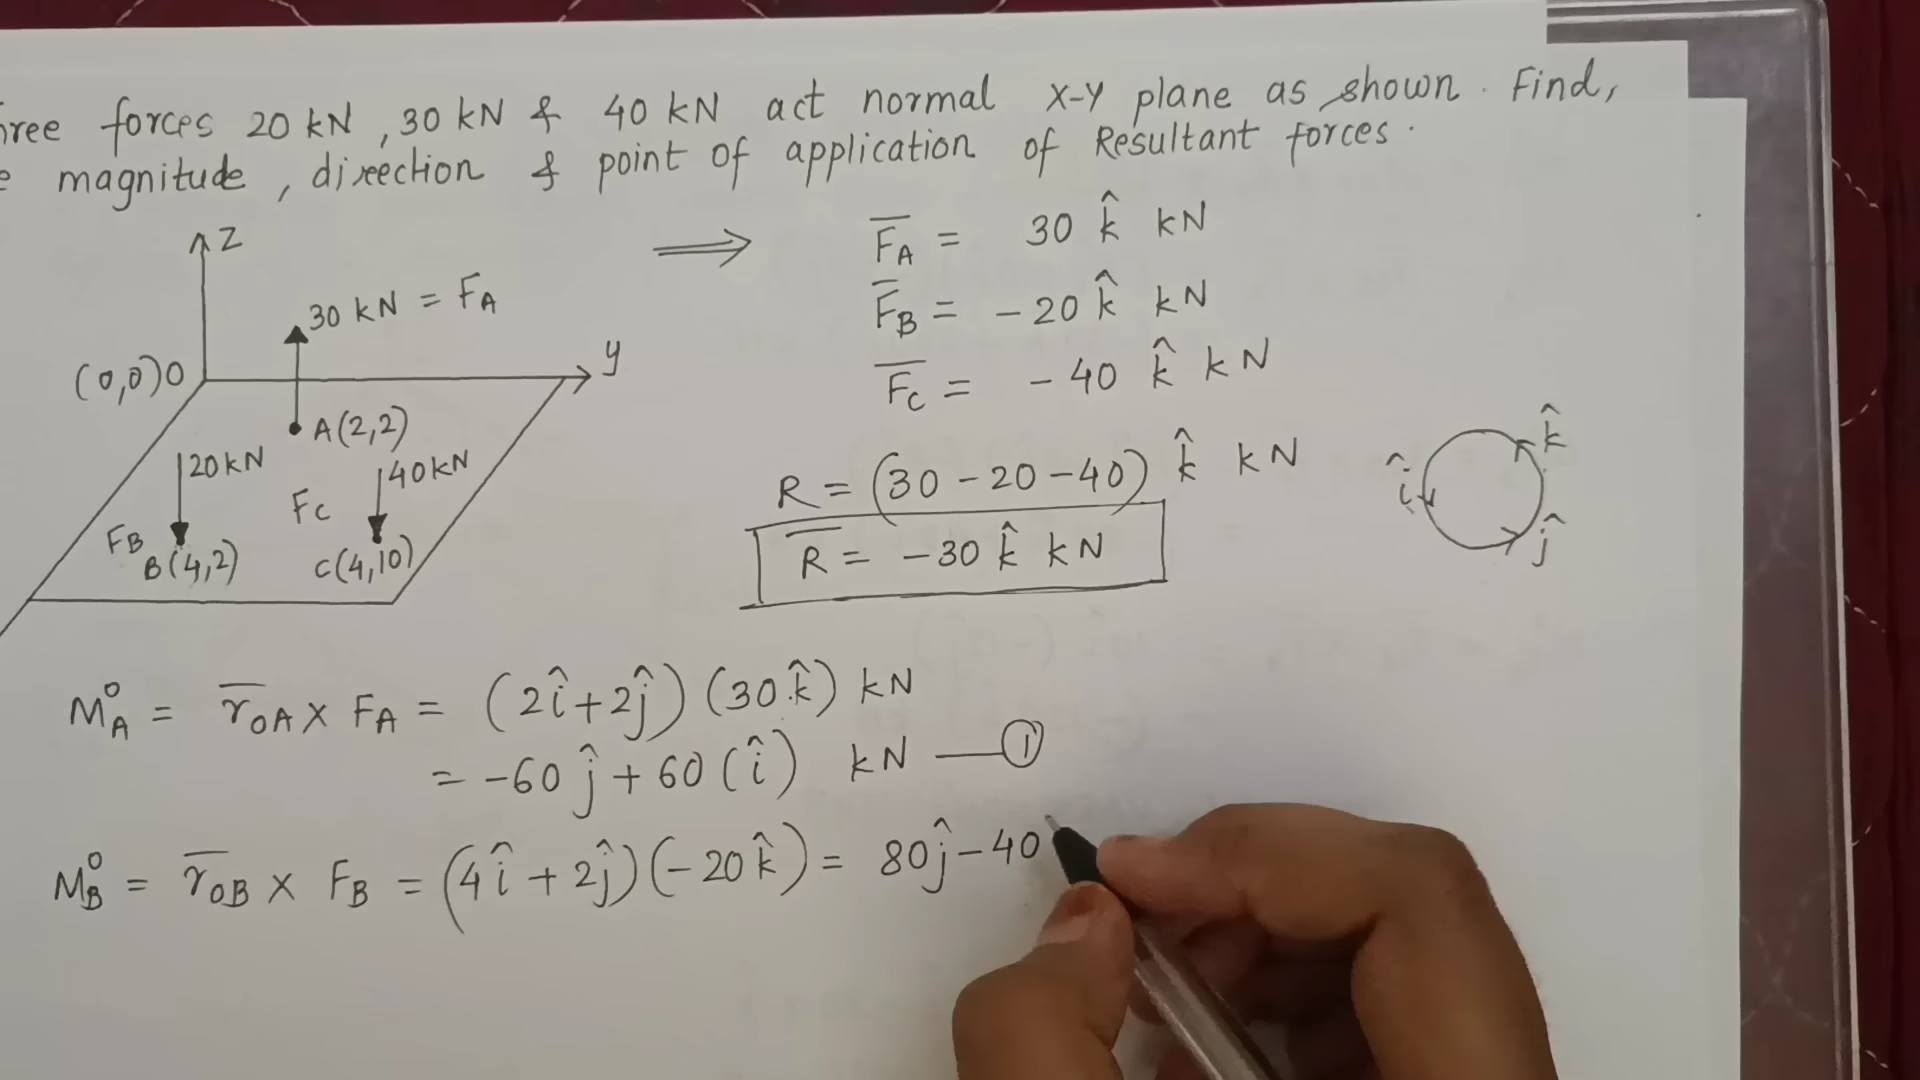 forces 20 kN, 30 kN & 40 kN act normal X-Y plane as shown. Find,
magnitude, direction & point of application of Resultant forces.
Z
30 kN = FA
(0,0)O
y
A(2,2)
20kN
40kN
FC
FB
B(4,2)
C(4,10)
⟹
F̅A = 30 k̂ kN
F̅B = -20 k̂ kN
F̅C = -40 k̂ kN
R = (30-20-40) k̂ kN
R̅ = -30 k̂ kN
k̂
î
ĵ
M°A = r̅OA × FA = (2î+2ĵ)(30k̂) kN
= -60ĵ + 60(î) kN —①
M°B = r̅OB × FB = (4î + 2ĵ)(-20k̂) = 80ĵ-40